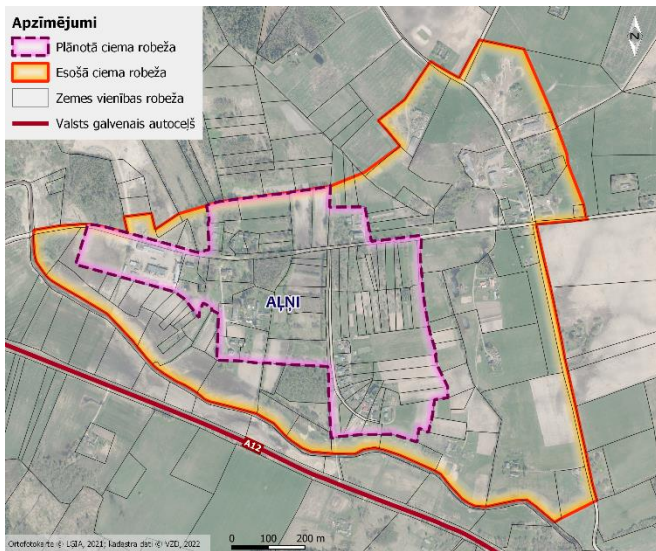 Apzīmējumi
Plānotā ciema robeža
Esošā ciema robeža
Zemes vienības robeža
Valsts galvenais autoceļš
Z
AĻŅI
A12
Ortofotokarte © LĢIA, 2021; kadastra dati © VZD, 2022
0 100 200 m